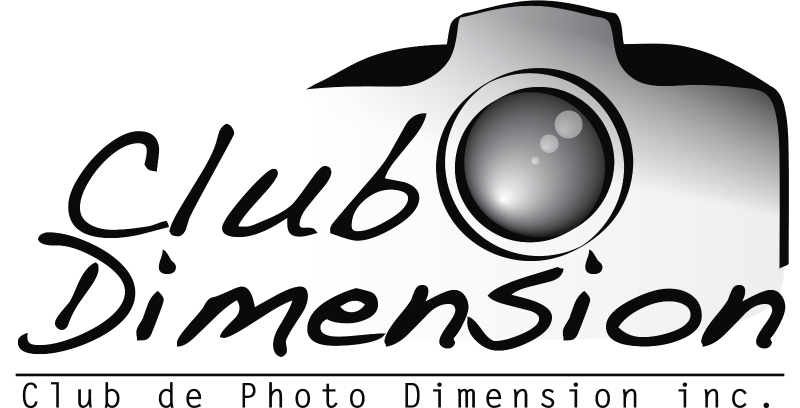 Club
Dimension
Club de Photo Dimension inc.